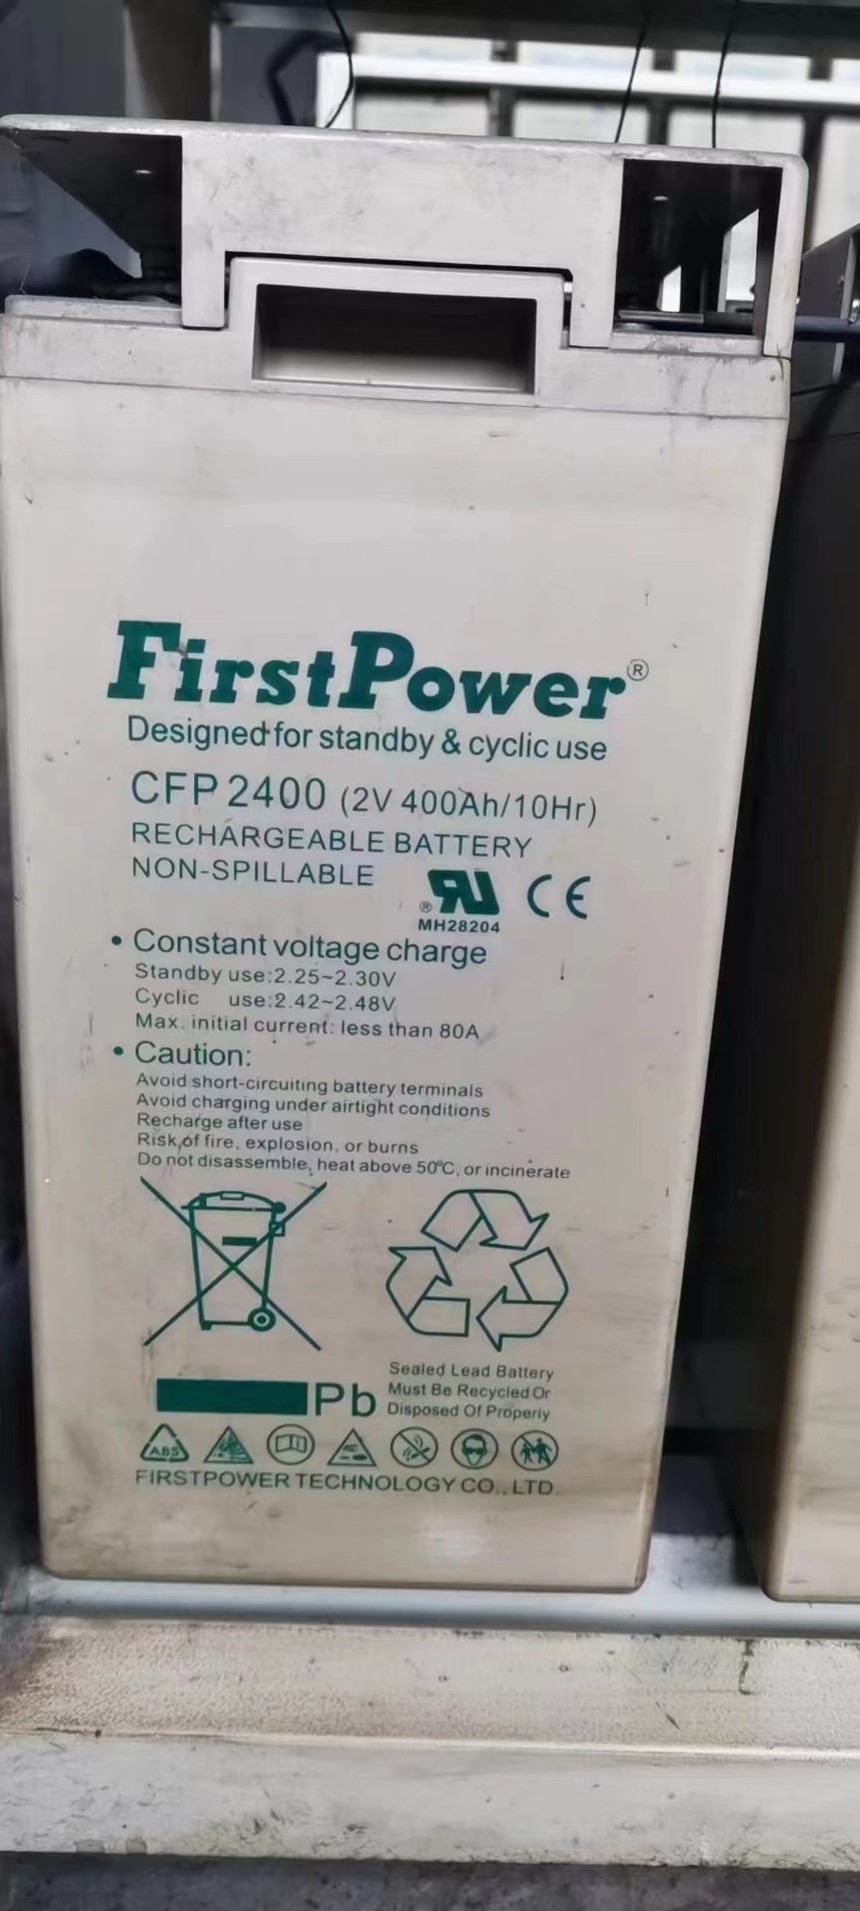 FirstPower®
Designed for standby & cyclic use
CFP 2400 (2V 400Ah/10Hr)
RECHARGEABLE BATTERY
NON-SPILLABLE
® RU CE
MH28204
• Constant voltage charge
Standby use:2.25~2.30V
Cyclic use:2.42~2.48V
Max. initial current: less than 80A
• Caution:
Avoid short-circuiting battery terminals
Avoid charging under airtight conditions
Recharge after use
Risk of fire, explosion, or burns
Do not disassemble, heat above 50℃, or incinerate
Sealed Lead Battery
Must Be Recycled Or
Disposed Of Properly
Pb
ABS
FIRSTPOWER TECHNOLOGY CO., LTD.